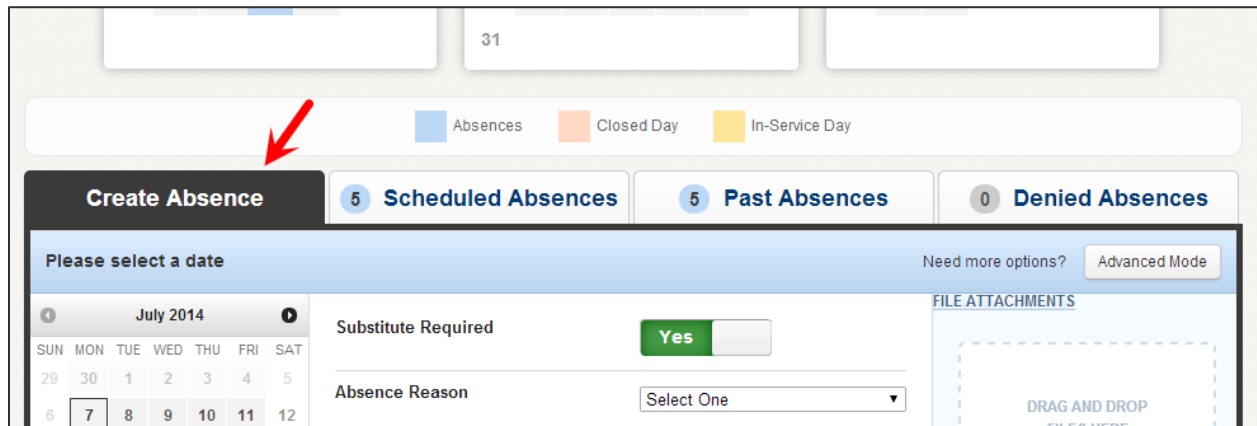 31
Absences Closed Day In-Service Day
Create Absence 5 Scheduled Absences 5 Past Absences 0 Denied Absences
Please select a date Need more options? Advanced Mode
July 2014
SUN MON TUE WED THU FRI SAT
29 30 1 2 3 4 5
6 7 8 9 10 11 12
Substitute Required Yes
Absence Reason Select One
FILE ATTACHMENTS
DRAG AND DROP
FILES HERE